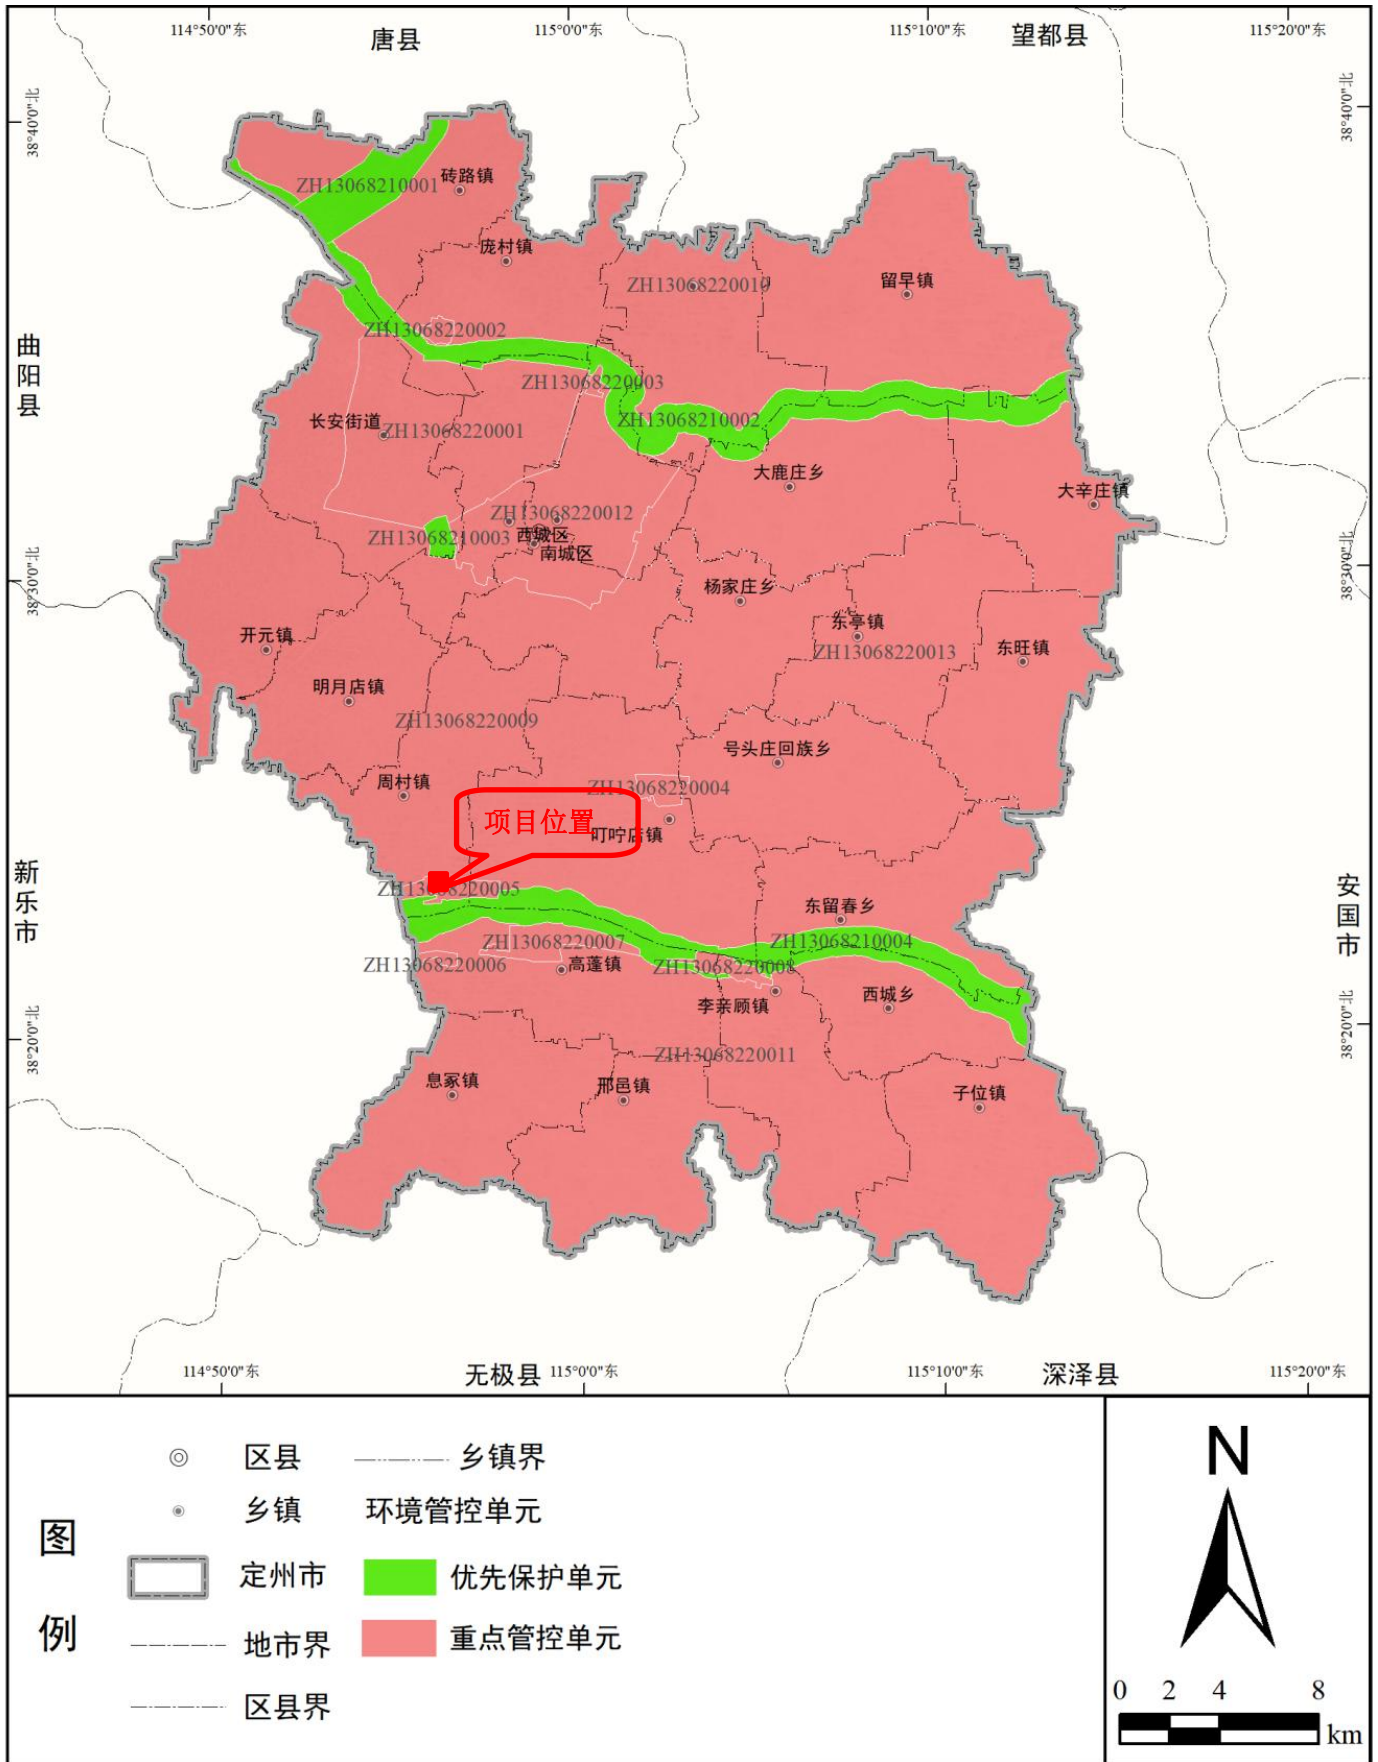 114°50'0"东
115°0'0"东
115°10'0"东
115°20'0"东
唐县
望都县
38°40'0"北
38°40'0"北
砖路镇
ZH13068210001
庞村镇
留早镇
ZH13068220010
ZH13068220002
曲阳县
ZH13068220003
长安街道
ZH13068220001
ZH13068210002
大鹿庄乡
大辛庄镇
ZH13068220012
ZH13068210003
西城区
南城区
38°30'0"北
38°30'0"北
杨家庄乡
开元镇
东亭镇
ZH13068220013
东旺镇
明月店镇
ZH13068220009
号头庄回族乡
周村镇
ZH13068220004
项目位置
叮咛店镇
新乐市
安国市
ZH13068220005
东留春乡
ZH13068220007
ZH13068210004
ZH13068220006
高蓬镇
ZH13068220008
李亲顾镇
西城乡
38°20'0"北
38°20'0"北
ZH13068220011
息冢镇
邢邑镇
子位镇
114°50'0"东
无极县
115°0'0"东
115°10'0"东
深泽县
115°20'0"东
图例
区县
乡镇界
乡镇
环境管控单元
定州市
优先保护单元
地市界
重点管控单元
区县界
N
0 2 4 8
km